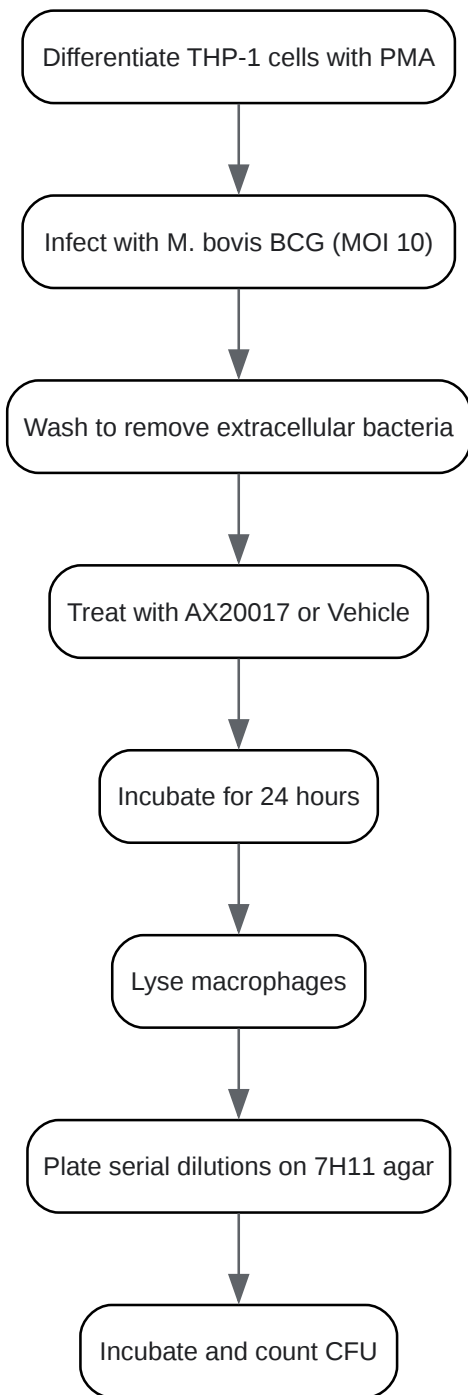 Differentiate THP-1 cells with PMA
Infect with M. bovis BCG (MOI 10)
Wash to remove extracellular bacteria
Treat with AX20017 or Vehicle
Incubate for 24 hours
Lyse macrophages
Plate serial dilutions on 7H11 agar
Incubate and count CFU